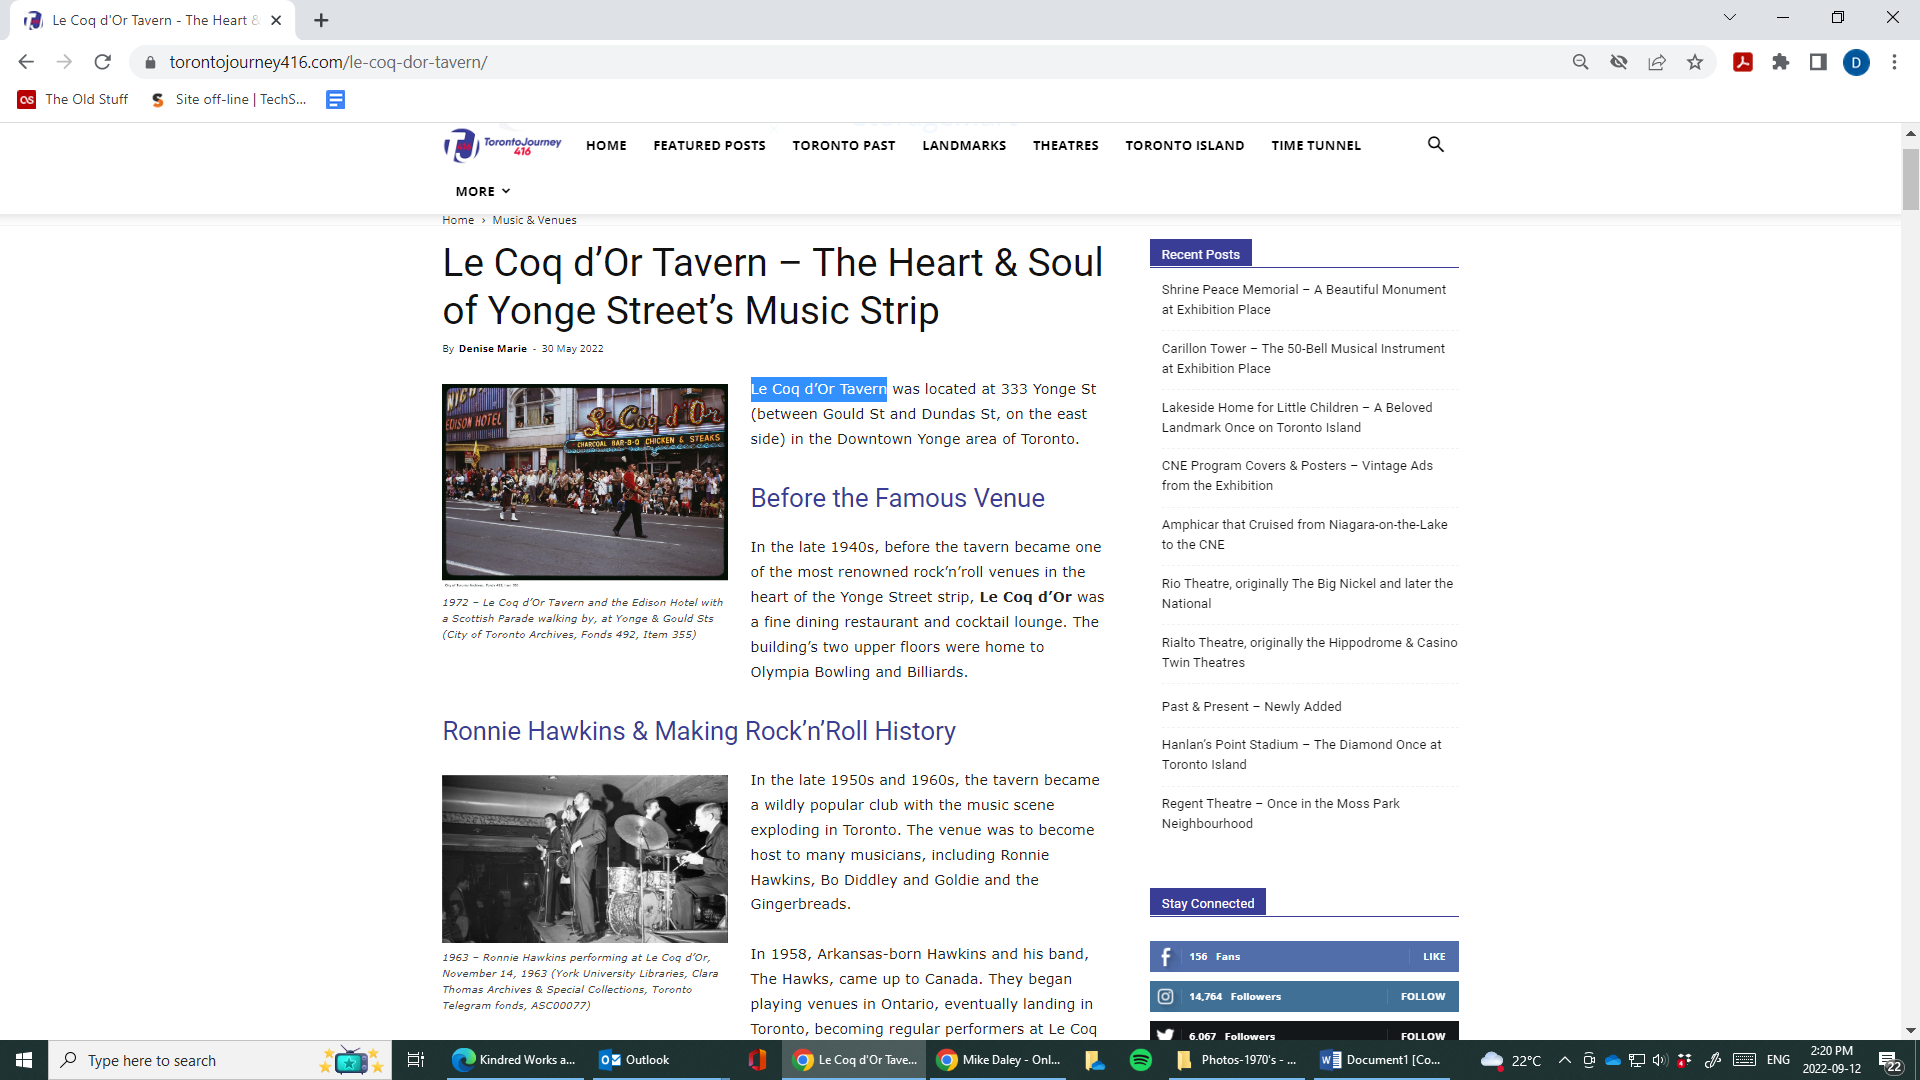 Le Coq d'Or Tavern - The Heart &
torontojourney416.com/le-coq-dor-tavern/
The Old Stuff
Site off-line | TechS...
TorontoJourney
416
HOME
FEATURED POSTS
TORONTO PAST
LANDMARKS
THEATRES
TORONTO ISLAND
TIME TUNNEL
MORE
Home › Music & Venues
Le Coq d’Or Tavern – The Heart & Soul
of Yonge Street’s Music Strip
By Denise Marie - 30 May 2022
EDISON HOTEL
Le Coq d'Or
CHARCOAL BAR-B-Q CHICKEN & STEAKS
1972 – Le Coq d’Or Tavern and the Edison Hotel with
a Scottish Parade walking by, at Yonge & Gould Sts
(City of Toronto Archives, Fonds 492, Item 355)
Le Coq d’Or Tavern was located at 333 Yonge St
(between Gould St and Dundas St, on the east
side) in the Downtown Yonge area of Toronto.
Before the Famous Venue
In the late 1940s, before the tavern became one
of the most renowned rock’n’roll venues in the
heart of the Yonge Street strip, Le Coq d’Or was
a fine dining restaurant and cocktail lounge. The
building’s two upper floors were home to
Olympia Bowling and Billiards.
Ronnie Hawkins & Making Rock’n’Roll History
1963 – Ronnie Hawkins performing at Le Coq d’Or,
November 14, 1963 (York University Libraries, Clara
Thomas Archives & Special Collections, Toronto
Telegram fonds, ASC00077)
In the late 1950s and 1960s, the tavern became
a wildly popular club with the music scene
exploding in Toronto. The venue was to become
host to many musicians, including Ronnie
Hawkins, Bo Diddley and Goldie and the
Gingerbreads.
In 1958, Arkansas-born Hawkins and his band,
The Hawks, came up to Canada. They began
playing venues in Ontario, eventually landing in
Toronto, becoming regular performers at Le Coq
Recent Posts
Shrine Peace Memorial – A Beautiful Monument
at Exhibition Place
Carillon Tower – The 50-Bell Musical Instrument
at Exhibition Place
Lakeside Home for Little Children – A Beloved
Landmark Once on Toronto Island
CNE Program Covers & Posters – Vintage Ads
from the Exhibition
Amphicar that Cruised from Niagara-on-the-Lake
to the CNE
Rio Theatre, originally The Big Nickel and later the
National
Rialto Theatre, originally the Hippodrome & Casino
Twin Theatres
Past & Present – Newly Added
Hanlan’s Point Stadium – The Diamond Once at
Toronto Island
Regent Theatre – Once in the Moss Park
Neighbourhood
Stay Connected
156 Fans LIKE
14,764 Followers FOLLOW
6,067 Followers FOLLOW
Type here to search
Kindred Works a...
Outlook
Le Coq d'Or Tave...
Mike Daley - Onl...
Photos-1970's - ...
Document1 [Co...
22°C
ENG
2:20 PM
2022-09-12
22